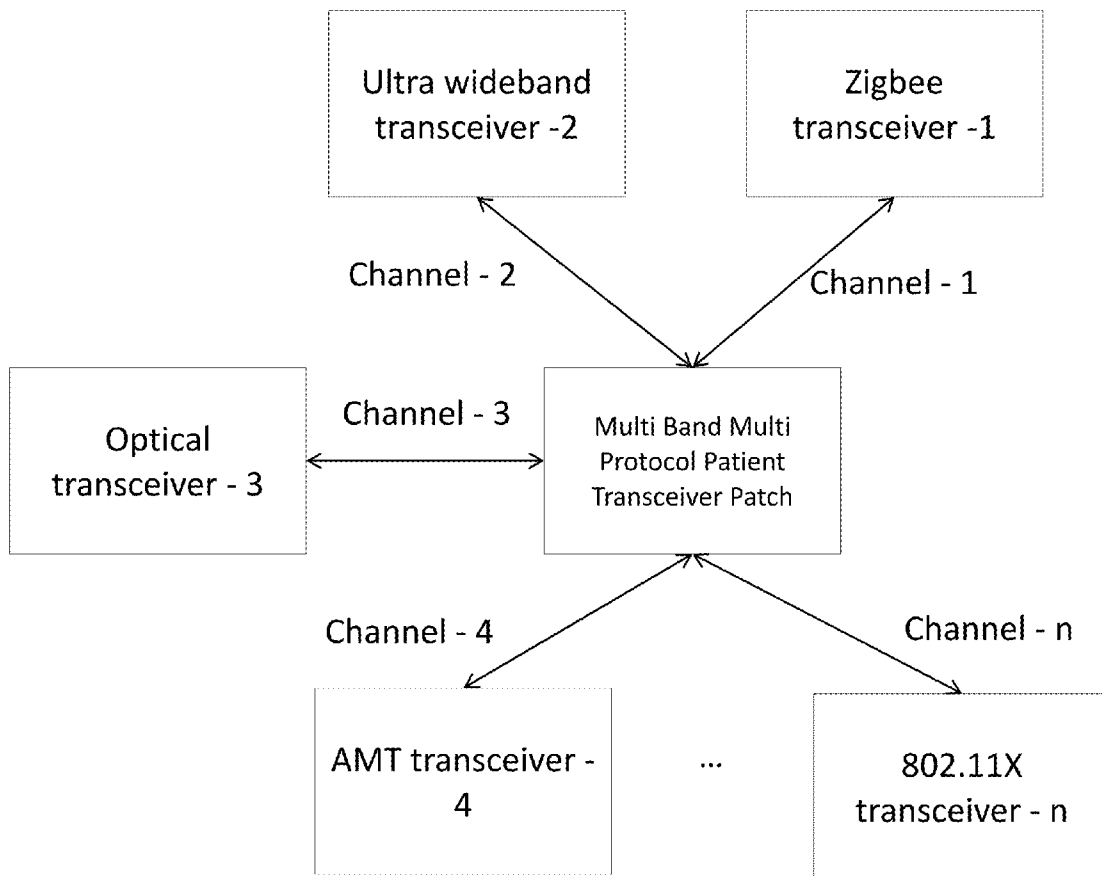 Ultra wideband
transceiver -2
Zigbee
transceiver -1
Channel - 2
Channel - 1
Optical
transceiver - 3
Channel - 3
Multi Band Multi
Protocol Patient
Transceiver Patch
Channel - 4
Channel - n
AMT transceiver -
4
...
802.11X
transceiver - n